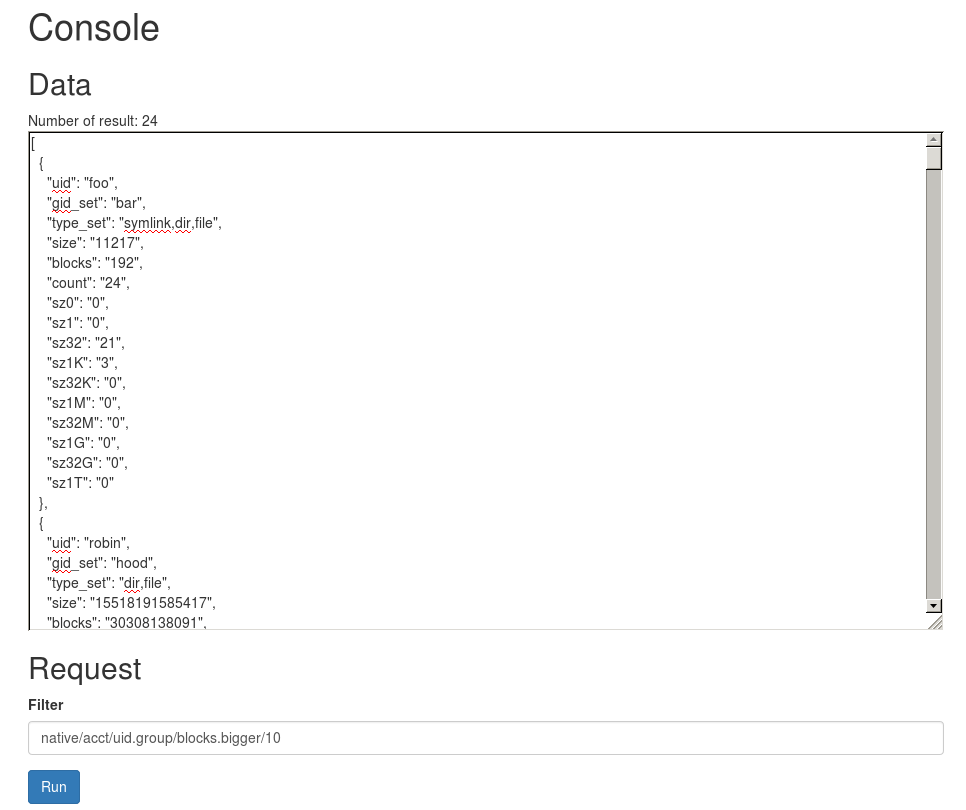 Console
Data
Number of result: 24
[
{
"uid": "foo",
"gid_set": "bar",
"type_set": "symlink,dir,file",
"size": "11217",
"blocks": "192",
"count": "24",
"sz0": "0",
"sz1": "0",
"sz32": "21",
"sz1K": "3",
"sz32K": "0",
"sz1M": "0",
"sz32M": "0",
"sz1G": "0",
"sz32G": "0",
"sz1T": "0"
},
{
"uid": "robin",
"gid_set": "hood",
"type_set": "dir,file",
"size": "15518191585417",
"blocks": "30308138091",
Request
Filter
native/acct/uid.group/blocks.bigger/10
Run